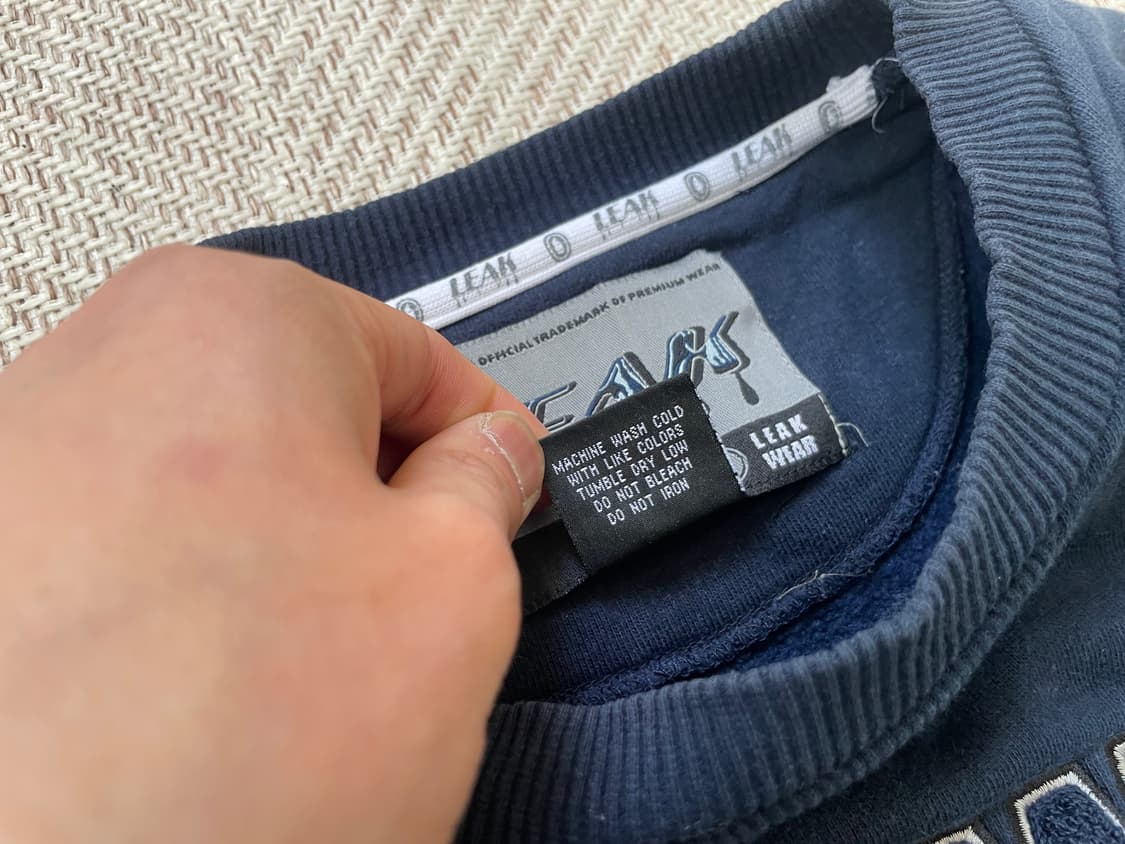 LEAK O LEAK O LEAK O
OFFICIAL TRADEMARK OF PREMIUM WEAR
EAK
MACHINE WASH COLD
WITH LIKE COLORS
TUMBLE DRY LOW
DO NOT BLEACH
DO NOT IRON
LEAK
WEAR